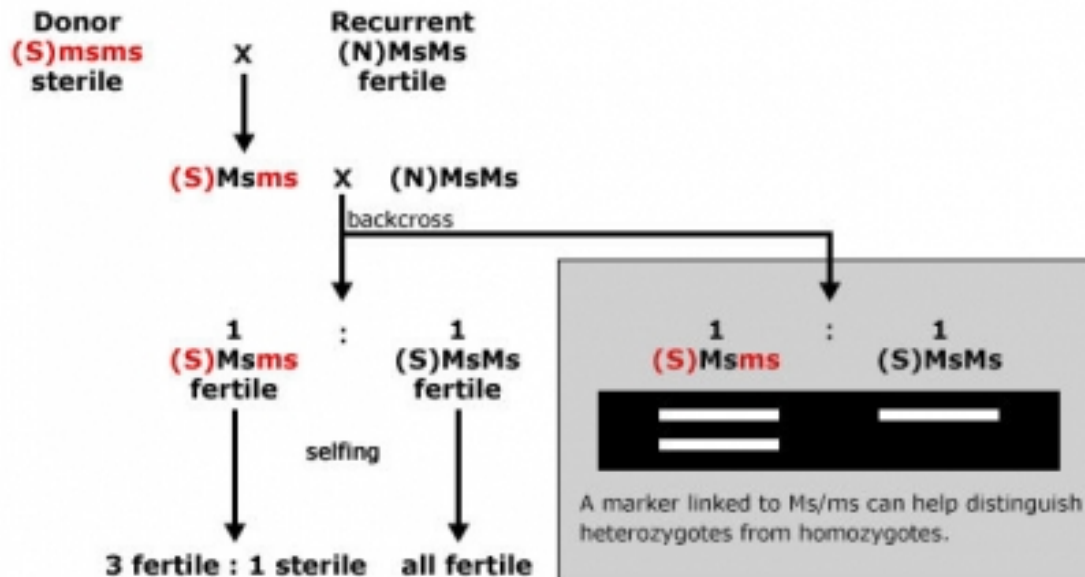 Donor
(S)msms
sterile
X
Recurrent
(N)MsMs
fertile
(S)Msms X (N)MsMs
backcross
1 : 1
(S)Msms (S)MsMs
fertile fertile
selfing
3 fertile : 1 sterile all fertile
1 : 1
(S)Msms (S)MsMs
A marker linked to Ms/ms can help distinguish
heterozygotes from homozygotes.